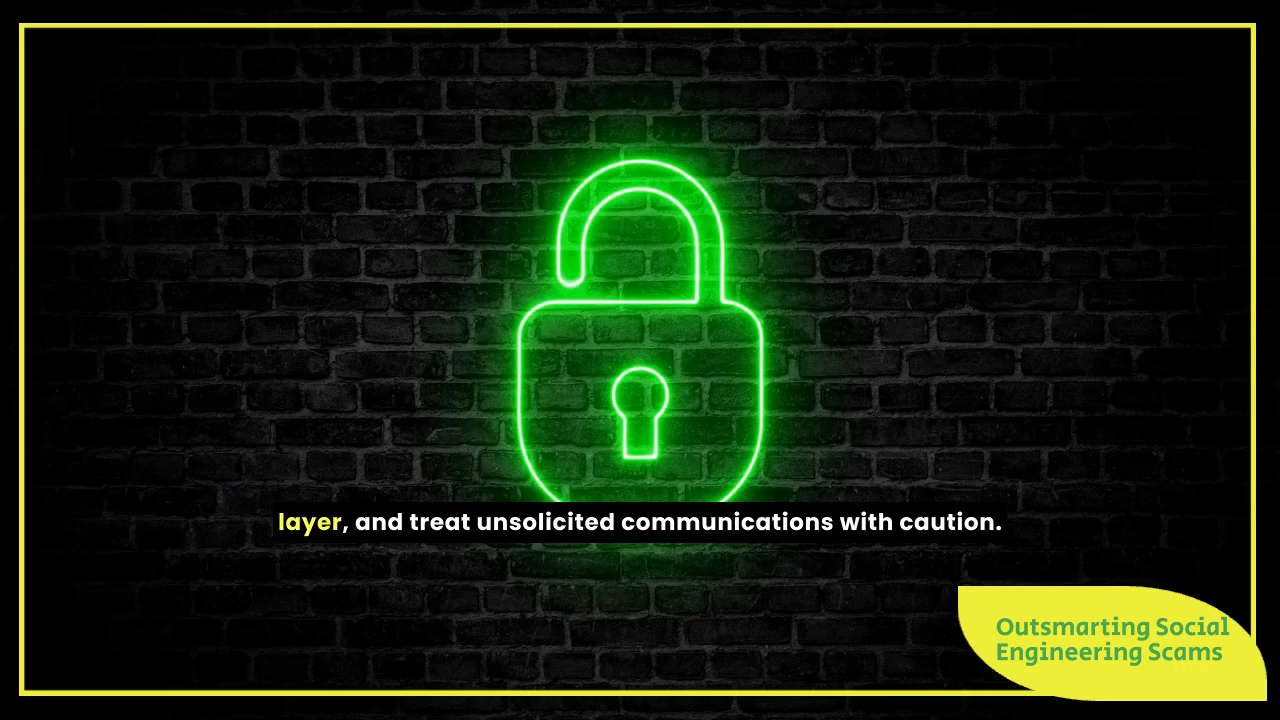 layer, and treat unsolicited communications with caution.
Outsmarting Social
Engineering Scams